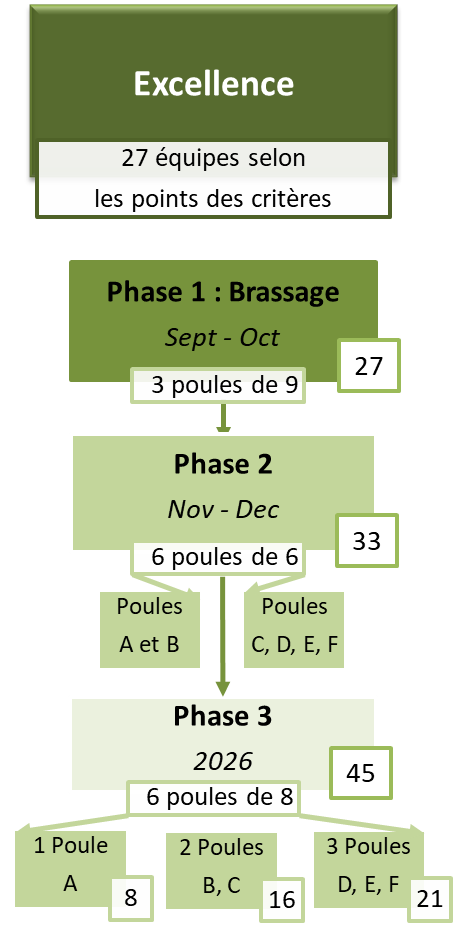 Excellence
27 équipes selon
les points des critères
Phase 1 : Brassage
Sept - Oct
27
3 poules de 9
Phase 2
Nov - Dec
33
6 poules de 6
Poules
A et B
Poules
C, D, E, F
Phase 3
2026
45
6 poules de 8
1 Poule
A
8
2 Poules
B, C
16
3 Poules
D, E, F
21